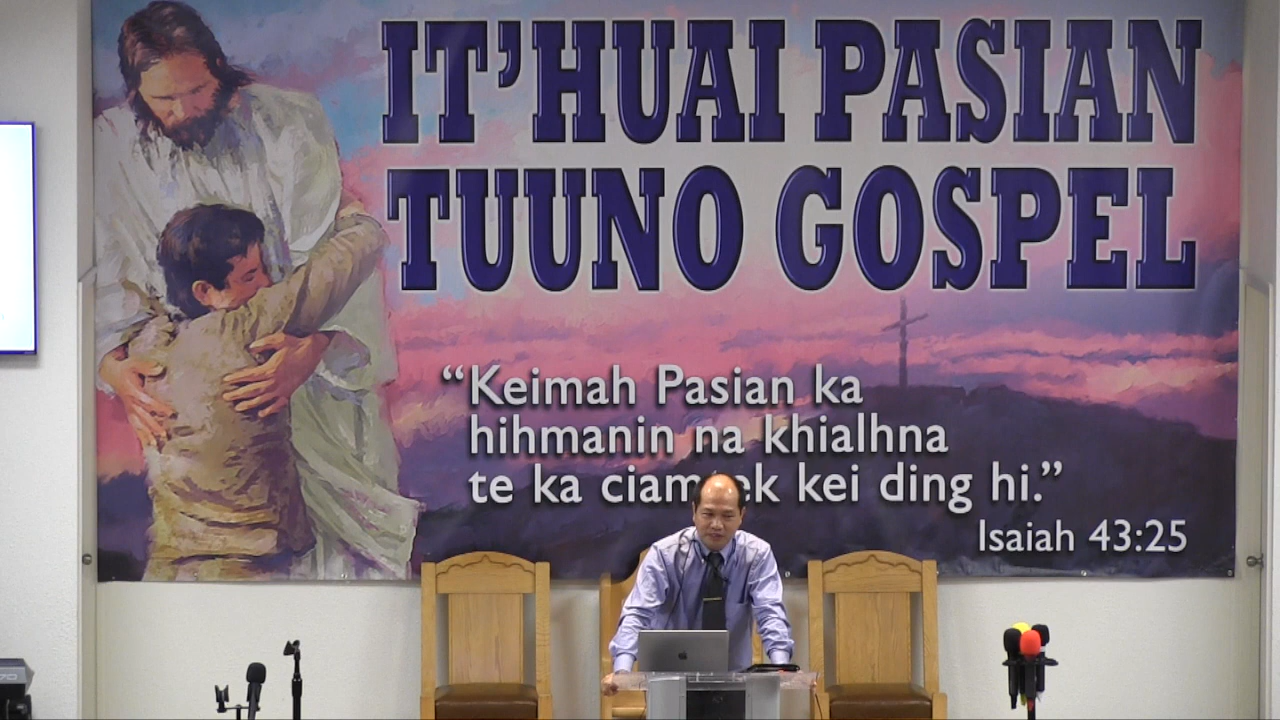 IT'HUAI PASIAN
TUUNO GOSPEL
“Keimah Pasian ka
hihmanin na khialhna
te ka kei ding hi.”
Isaiah 43:25